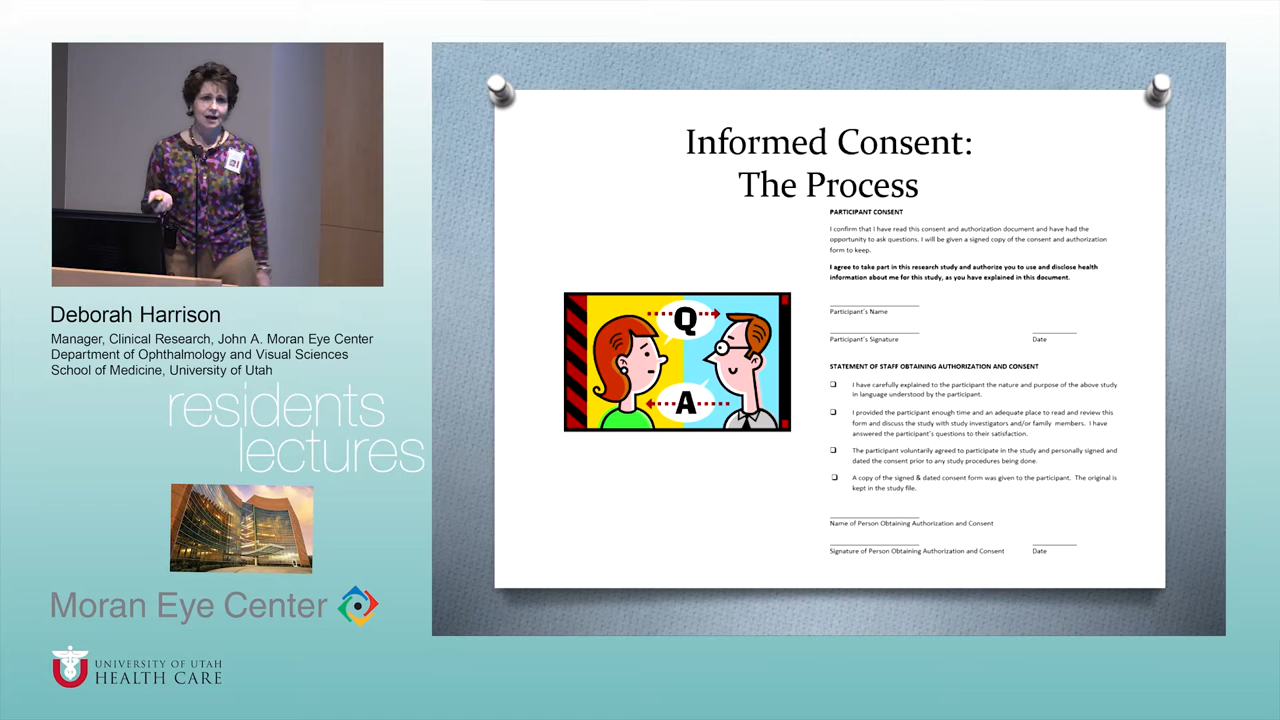 Deborah Harrison
Manager, Clinical Research, John A. Moran Eye Center
Department of Ophthalmology and Visual Sciences
School of Medicine, University of Utah
residents
lectures
Moran Eye Center
UNIVERSITY OF UTAH
HEALTH CARE
Informed Consent:
The Process
Q
A
PARTICIPANT CONSENT
I confirm that I have read this consent and authorization document and have had the
opportunity to ask questions. I will be given a signed copy of the consent and authorization
form to keep.
I agree to take part in this research study and authorize you to use and disclose health
information about me for this study, as you have explained in this document.
Participant's Name
Participant's Signature Date
STATEMENT OF STAFF OBTAINING AUTHORIZATION AND CONSENT
I have carefully explained to the participant the nature and purpose of the above study
in language understood by the participant.
I provided the participant enough time and an adequate place to read and review this
form and discuss the study with study investigators and/or family members. I have
answered the participant's questions to their satisfaction.
The participant voluntarily agreed to participate in the study and personally signed and
dated the consent prior to any study procedures being done.
A copy of the signed & dated consent form was given to the participant. The original is
kept in the study file.
Name of Person Obtaining Authorization and Consent
Signature of Person Obtaining Authorization and Consent Date